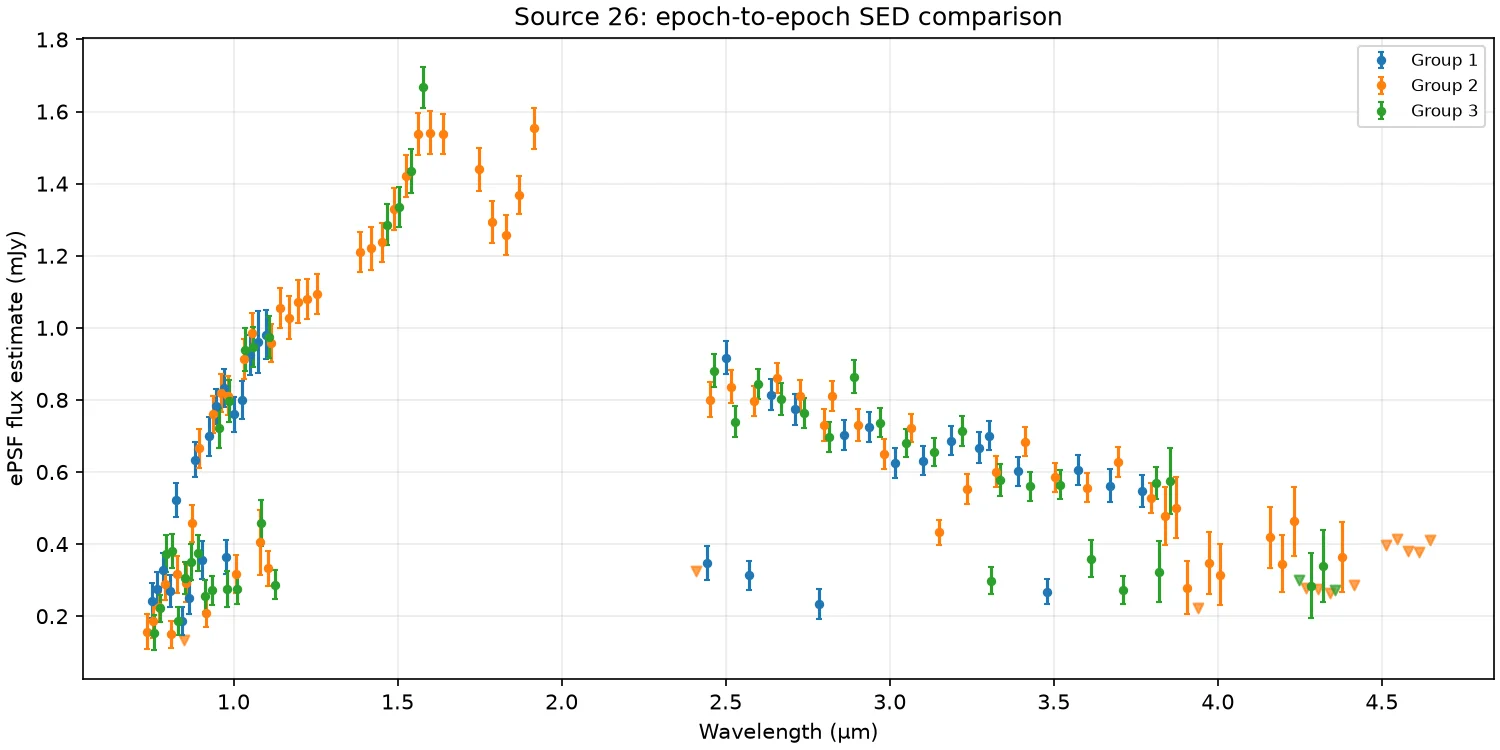 Source 26: epoch-to-epoch SED comparison
Group 1
Group 2
Group 3
ePSF flux estimate (mJy)
1.8
1.6
1.4
1.2
1.0
0.8
0.6
0.4
0.2
1.0 1.5 2.0 2.5 3.0 3.5 4.0 4.5
Wavelength (μm)